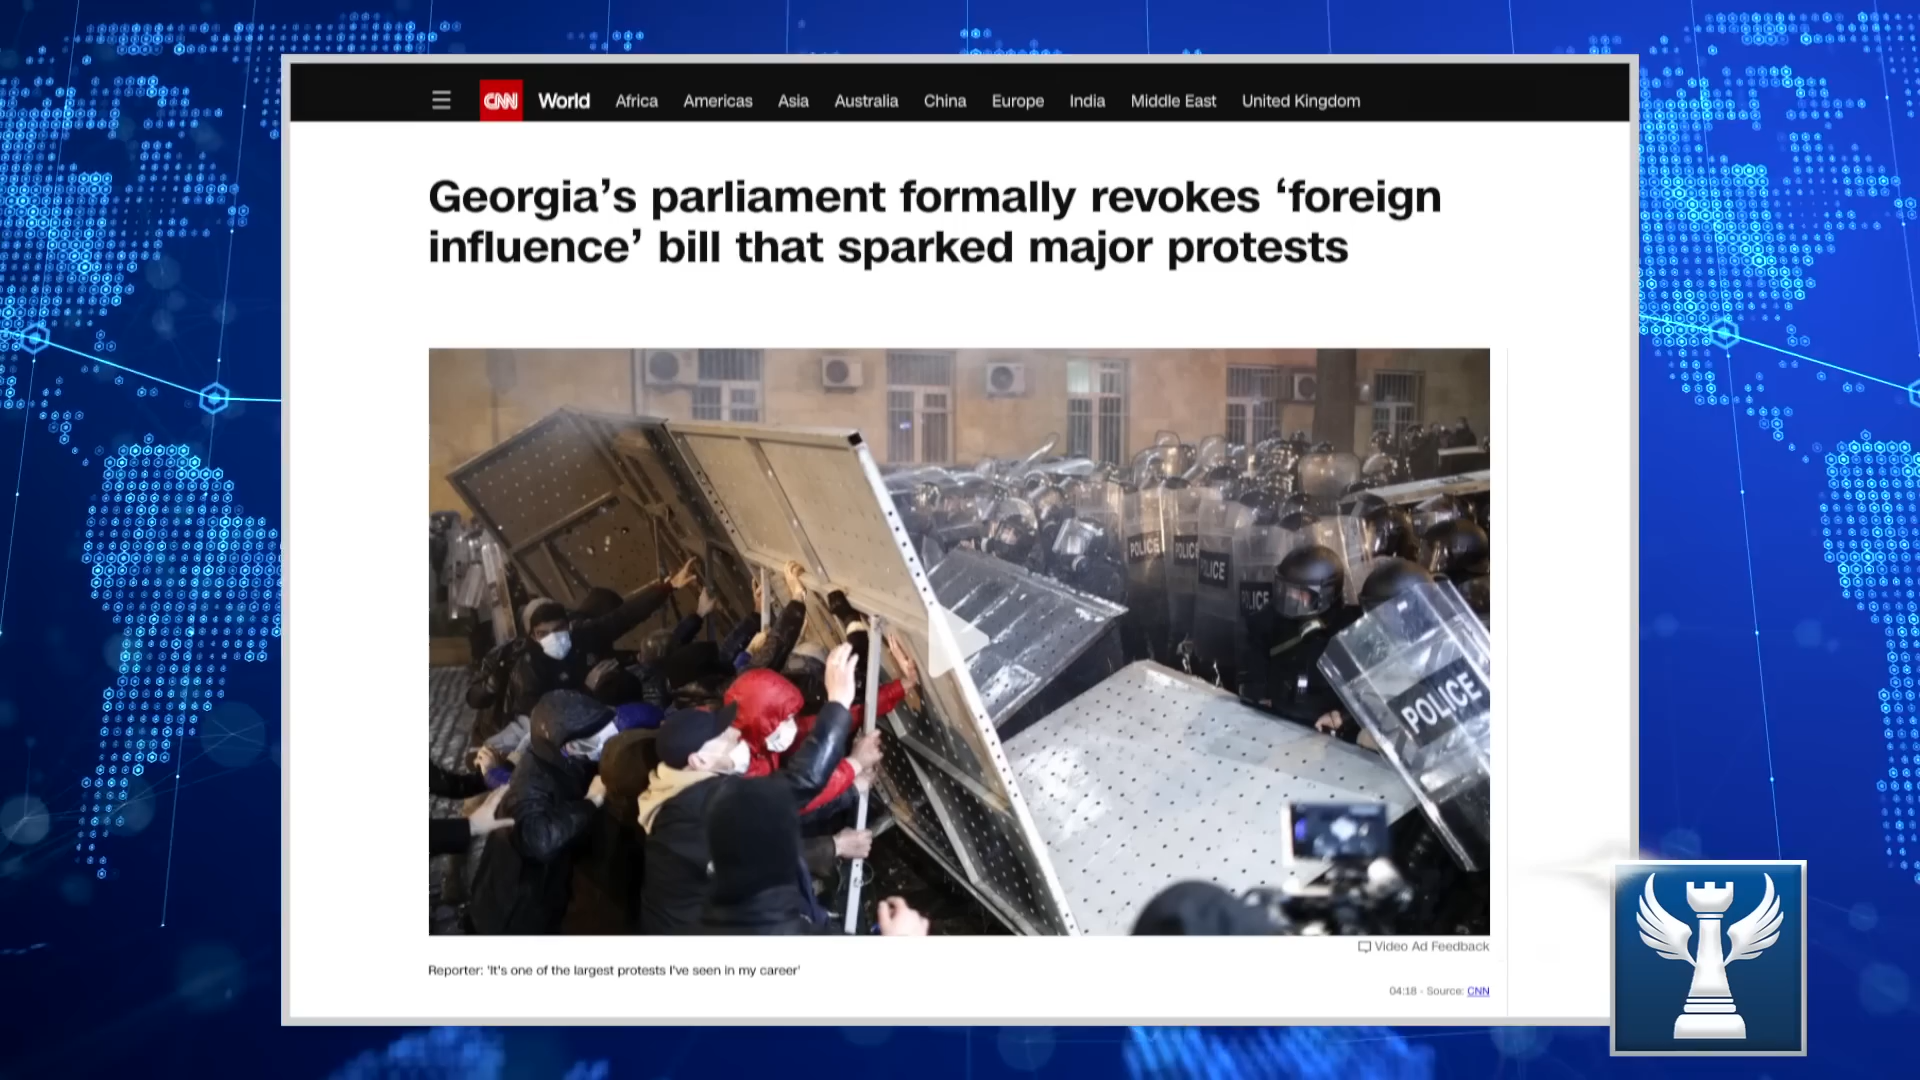 CNN World Africa Americas Asia Australia China Europe India Middle East United Kingdom
Georgia’s parliament formally revokes ‘foreign
influence’ bill that sparked major protests
POLICE
POLICE
POLICE
POLICE
POLICE
Video Ad Feedback
Reporter: 'It's one of the largest protests I've seen in my career'
04:18 - Source: CNN